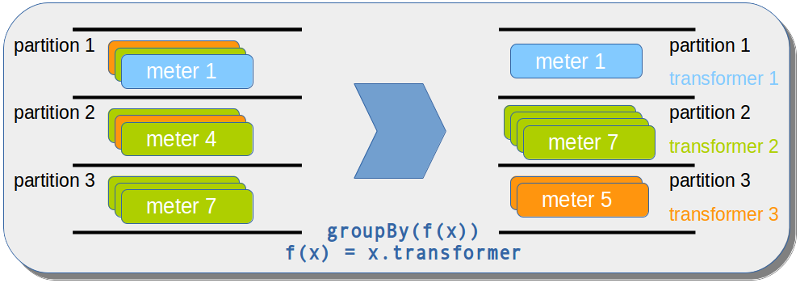 partition 1
meter 1
partition 2
meter 4
partition 3
meter 7
meter 1
partition 1
transformer 1
meter 7
partition 2
transformer 2
meter 5
partition 3
transformer 3
groupBy(f(x))
f(x) = x.transformer